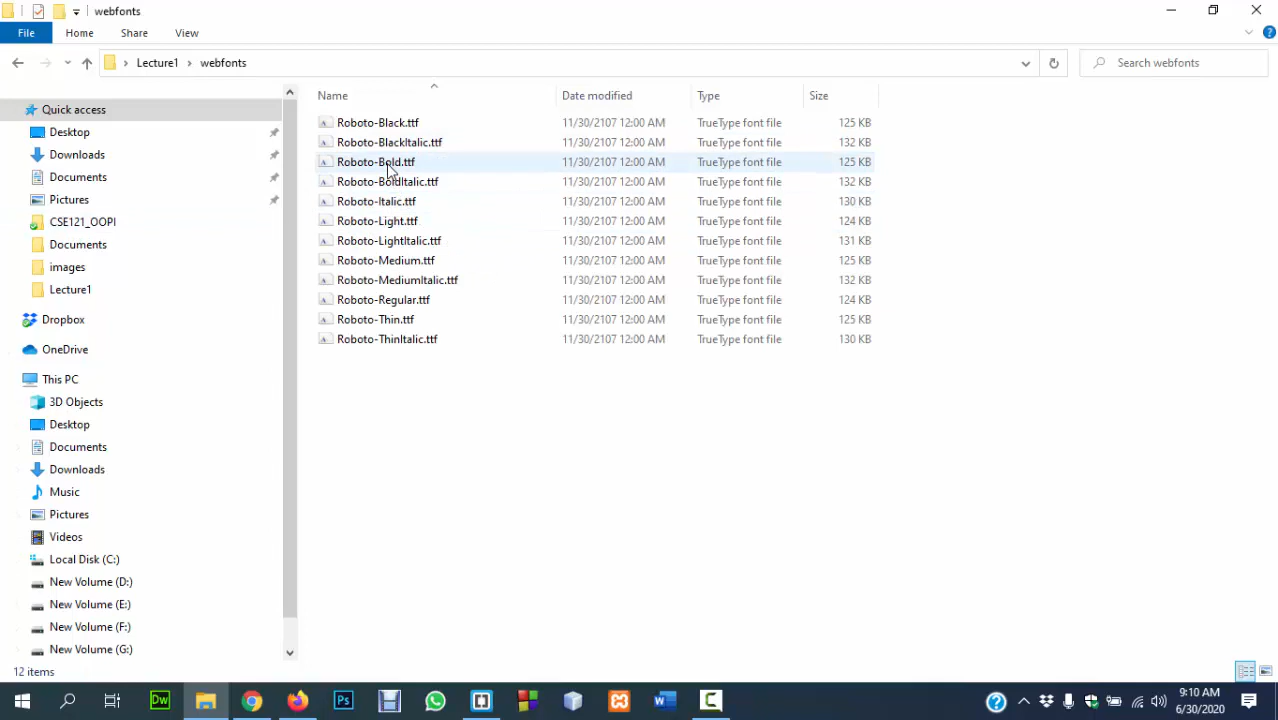 webfonts
File Home Share View
Lecture1 webfonts Search webfonts
Name Date modified Type Size
Quick access
Desktop
Downloads
Documents
Pictures
CSE121_OOPI
Documents
images
Lecture1
Dropbox
OneDrive
This PC
3D Objects
Desktop
Documents
Downloads
Music
Pictures
Videos
Local Disk (C:)
New Volume (D:)
New Volume (E:)
New Volume (F:)
New Volume (G:)
Roboto-Black.ttf 11/30/2107 12:00 AM TrueType font file 125 KB
Roboto-BlackItalic.ttf 11/30/2107 12:00 AM TrueType font file 132 KB
Roboto-Bold.ttf 11/30/2107 12:00 AM TrueType font file 125 KB
Roboto-BoldItalic.ttf 11/30/2107 12:00 AM TrueType font file 132 KB
Roboto-Italic.ttf 11/30/2107 12:00 AM TrueType font file 130 KB
Roboto-Light.ttf 11/30/2107 12:00 AM TrueType font file 124 KB
Roboto-LightItalic.ttf 11/30/2107 12:00 AM TrueType font file 131 KB
Roboto-Medium.ttf 11/30/2107 12:00 AM TrueType font file 125 KB
Roboto-MediumItalic.ttf 11/30/2107 12:00 AM TrueType font file 132 KB
Roboto-Regular.ttf 11/30/2107 12:00 AM TrueType font file 124 KB
Roboto-Thin.ttf 11/30/2107 12:00 AM TrueType font file 125 KB
Roboto-ThinItalic.ttf 11/30/2107 12:00 AM TrueType font file 130 KB
12 items
Dw Ps
9:10 AM
6/30/2020